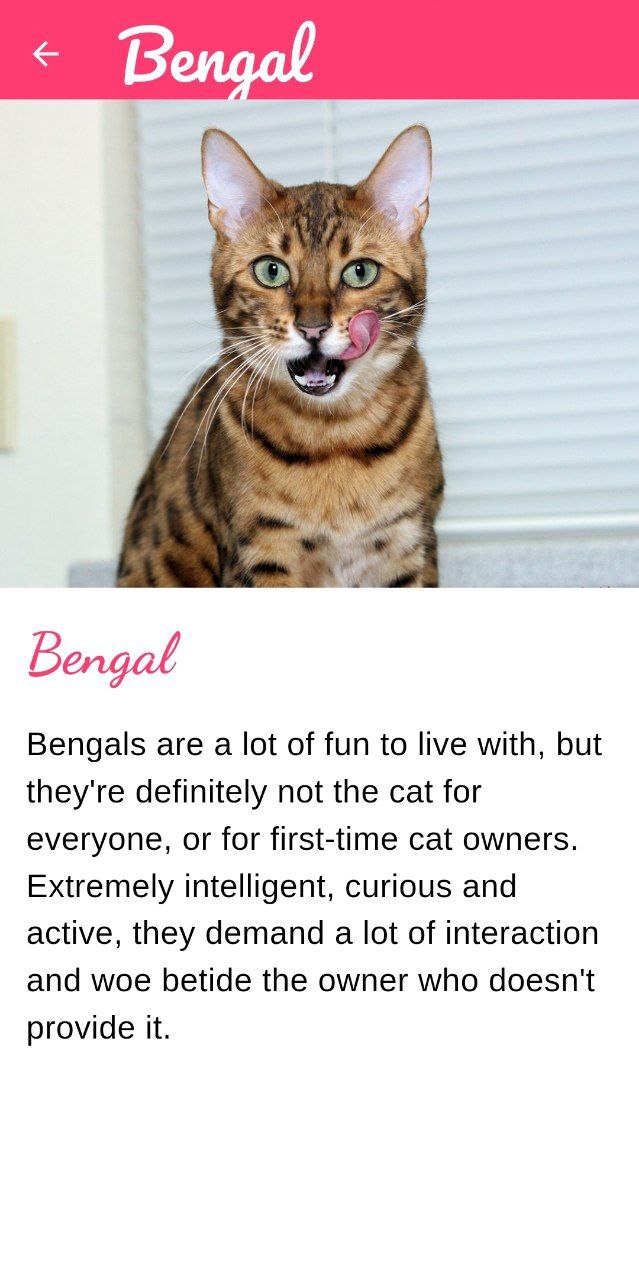 Bengal
Bengal
Bengals are a lot of fun to live with, but
they're definitely not the cat for
everyone, or for first-time cat owners.
Extremely intelligent, curious and
active, they demand a lot of interaction
and woe betide the owner who doesn't
provide it.